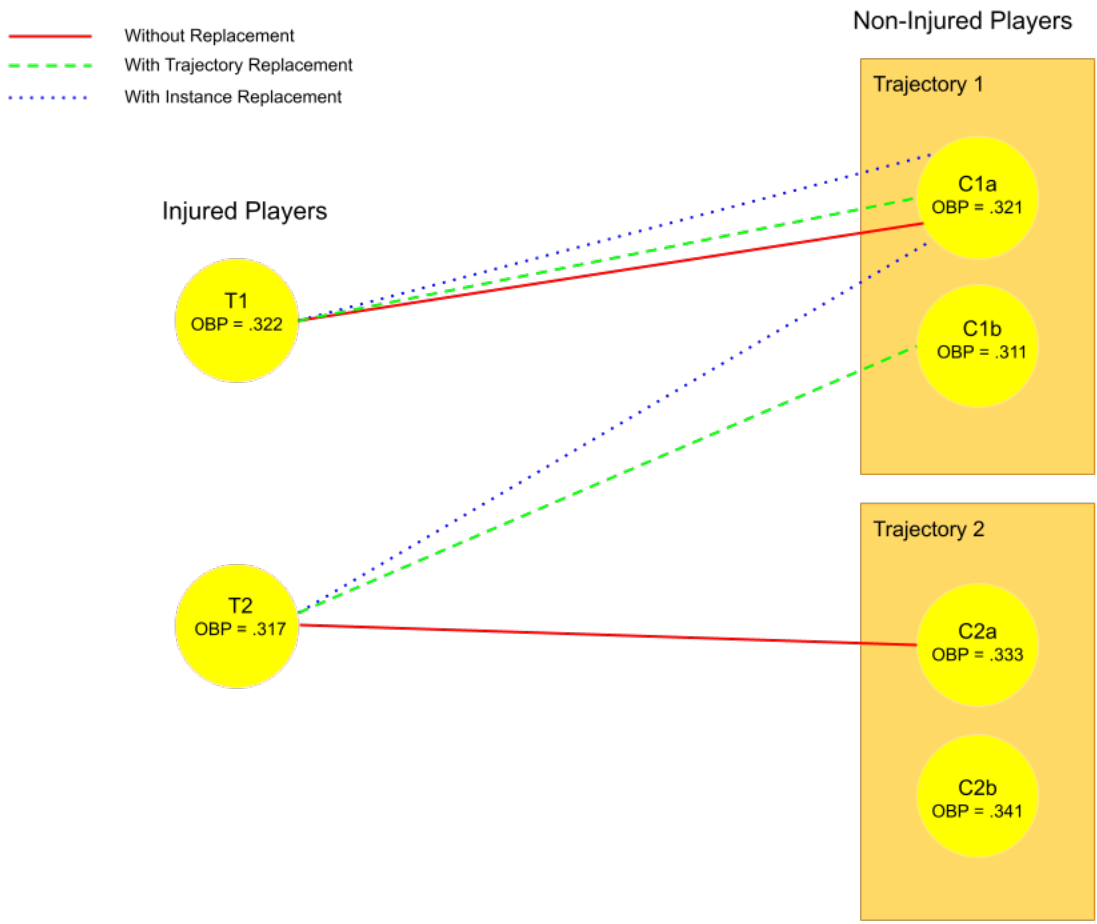 Without Replacement
With Trajectory Replacement
With Instance Replacement
Non-Injured Players
Trajectory 1
C1a
OBP = .321
Injured Players
T1
OBP = .322
C1b
OBP = .311
Trajectory 2
T2
OBP = .317
C2a
OBP = .333
C2b
OBP = .341